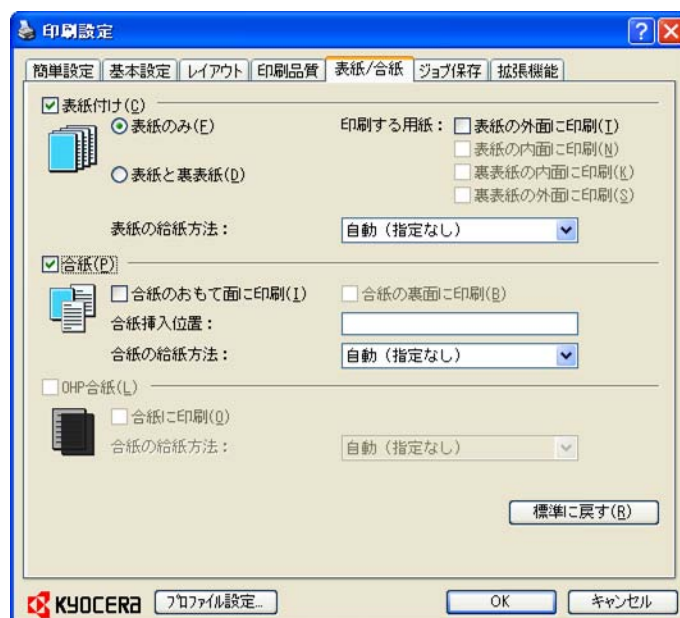 印刷設定
簡単設定 基本設定 レイアウト 印刷品質 表紙/合紙 ジョブ保存 拡張機能
表紙付け(C)
表紙のみ(F) 印刷する用紙： 表紙の外面に印刷(T)
表紙の内面に印刷(N)
表紙と裏表紙(D) 裏表紙の内面に印刷(K)
裏表紙の外面に印刷(S)
表紙の給紙方法： 自動（指定なし）
合紙(P)
合紙のおもて面に印刷(I) 合紙の裏面に印刷(B)
合紙挿入位置：
合紙の給紙方法： 自動（指定なし）
OHP合紙(L)
合紙に印刷(O)
合紙の給紙方法： 自動（指定なし）
標準に戻す(R)
KYOCERA プロファイル設定... OK キャンセル